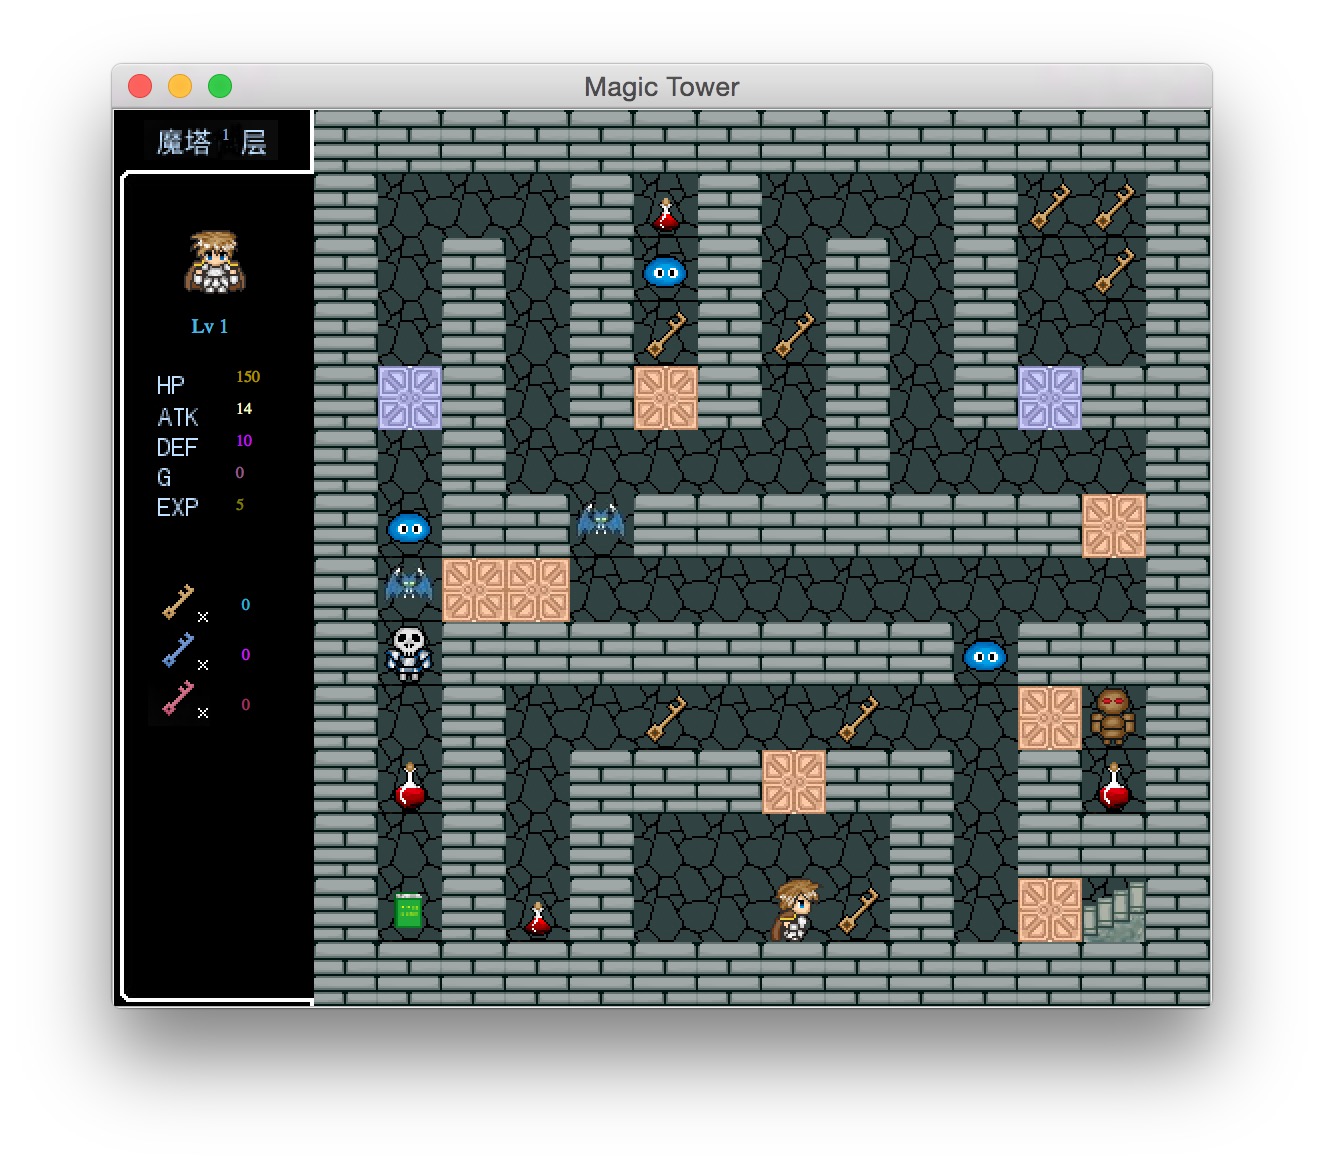 Magic Tower
魔塔 1 层
Lv 1
HP 150
ATK 14
DEF 10
G 0
EXP 5
x 0
x 0
x 0